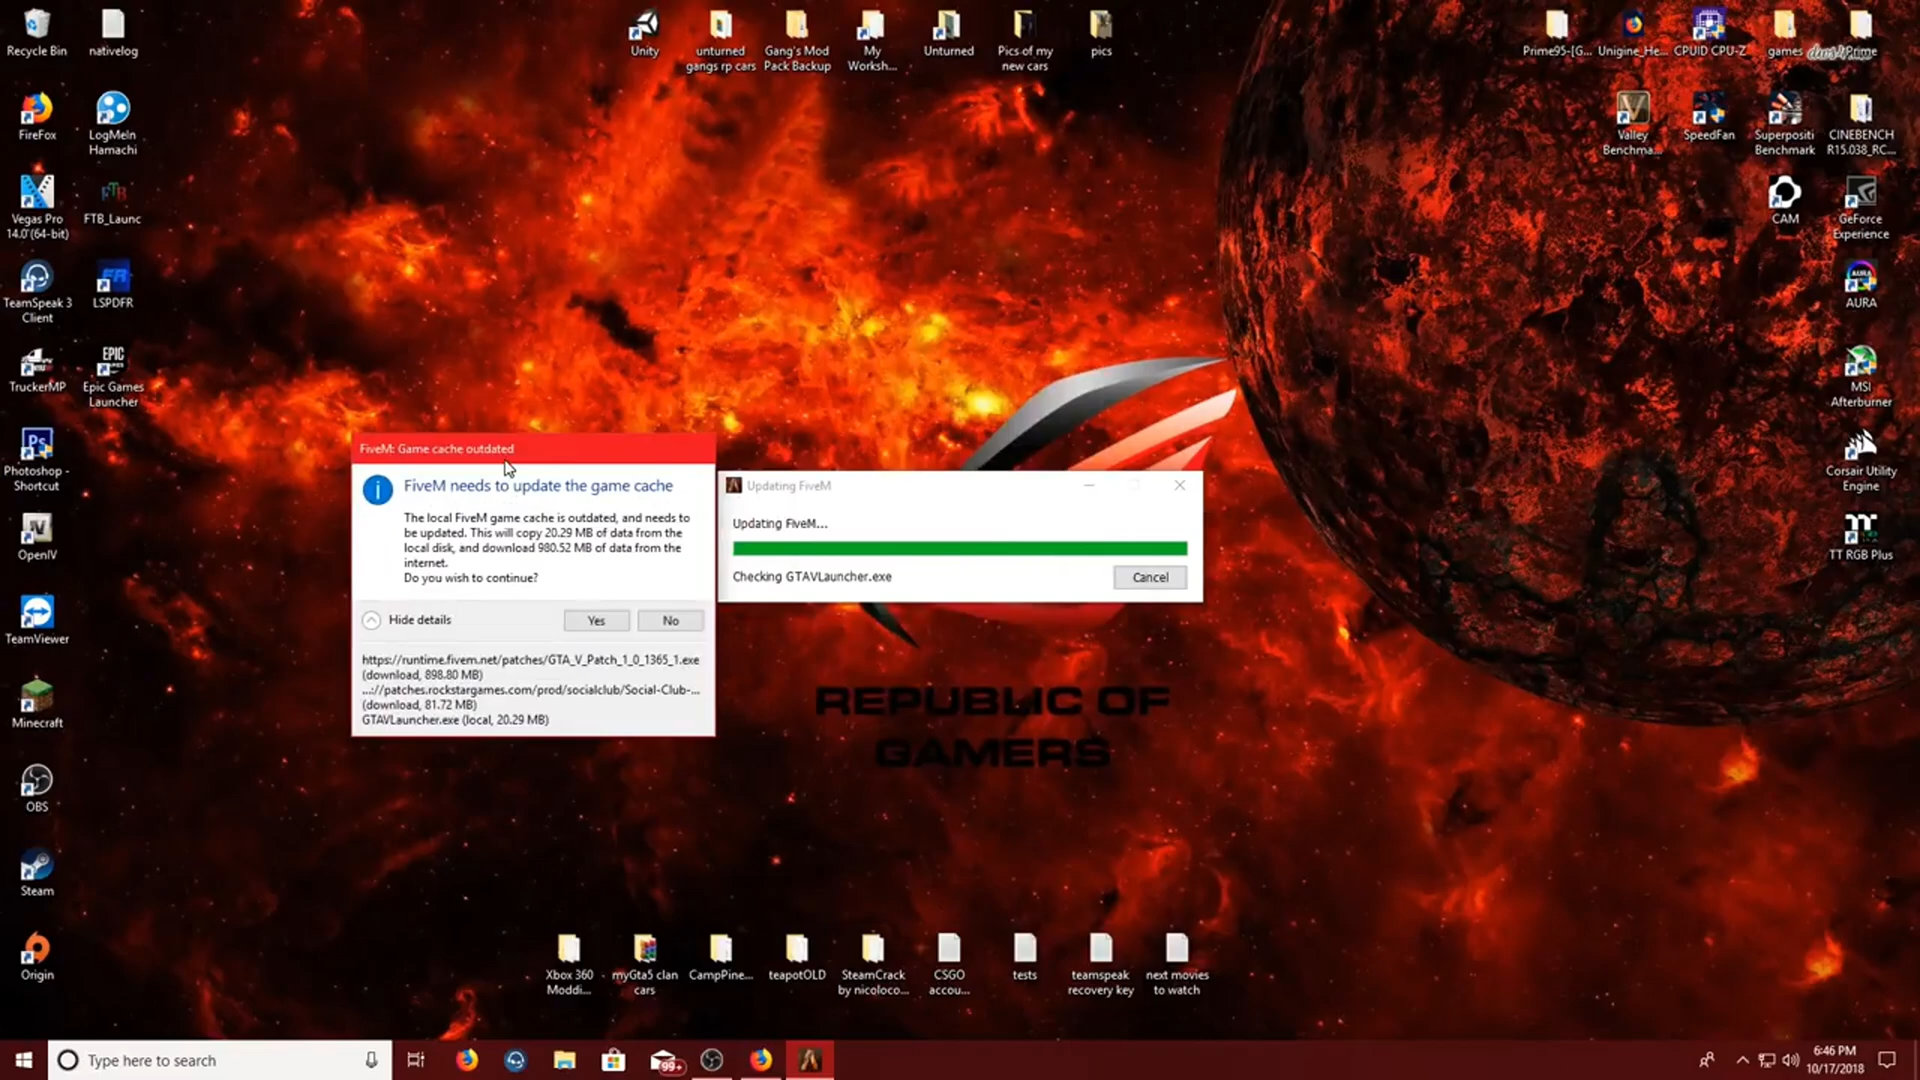 Recycle Bin
nativelog
Unity
unturned
gangs rp cars
Gang's Mod
Pack Backup
My
Worksh...
Unturned
Pics of my
new cars
pics
Prime95-[G...
Unigine_He...
CPUID CPU-Z
games
Prime
FireFox
LogMeIn
Hamachi
Valley
Benchma...
SpeedFan
Superpositi
Benchmark
CINEBENCH
R15.038_RC...
Vegas Pro
14.0 (64-bit)
FTB_Launc
CAM
GeForce
Experience
TeamSpeak 3
Client
LSPDFR
AURA
TruckerMP
Epic Games
Launcher
MSI
Afterburner
Photoshop -
Shortcut
Corsair Utility
Engine
OpenIV
TT RGB Plus
TeamViewer
Minecraft
OBS
Steam
Origin
FiveM: Game cache outdated
FiveM needs to update the game cache
The local FiveM game cache is outdated, and needs to
be updated. This will copy 20.29 MB of data from the
local disk, and download 980.52 MB of data from the
internet.
Do you wish to continue?
Hide details
Yes
No
https://runtime.fivem.net/patches/GTA_V_Patch_1_0_1365_1.exe
(download, 898.80 MB)
...://patches.rockstargames.com/prod/socialclub/Social-Club-...
(download, 81.72 MB)
GTAVLauncher.exe (local, 20.29 MB)
Updating FiveM
Updating FiveM...
Checking GTAVLauncher.exe
Cancel
REPUBLIC OF
GAMERS
Xbox 360
Moddi...
myGta5 clan
cars
CampPine...
teapotOLD
SteamCrack
by nicoloco...
CSGO
accou...
tests
teamspeak
recovery key
next movies
to watch
Type here to search
99+
6:46 PM
10/17/2018